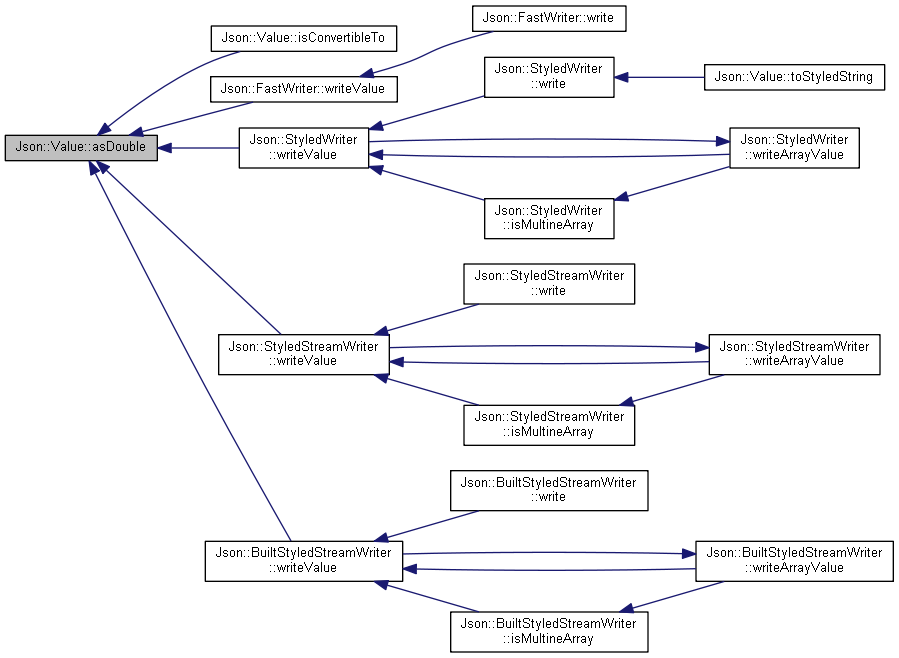 Json::FastWriter::write
Json::Value::isConvertibleTo
Json::StyledWriter
::write
Json::Value::toStyledString
Json::FastWriter::writeValue
Json::Value::asDouble
Json::StyledWriter
::writeValue
Json::StyledWriter
::writeArrayValue
Json::StyledWriter
::isMultineArray
Json::StyledStreamWriter
::write
Json::StyledStreamWriter
::writeValue
Json::StyledStreamWriter
::writeArrayValue
Json::StyledStreamWriter
::isMultineArray
Json::BuiltStyledStreamWriter
::write
Json::BuiltStyledStreamWriter
::writeValue
Json::BuiltStyledStreamWriter
::writeArrayValue
Json::BuiltStyledStreamWriter
::isMultineArray